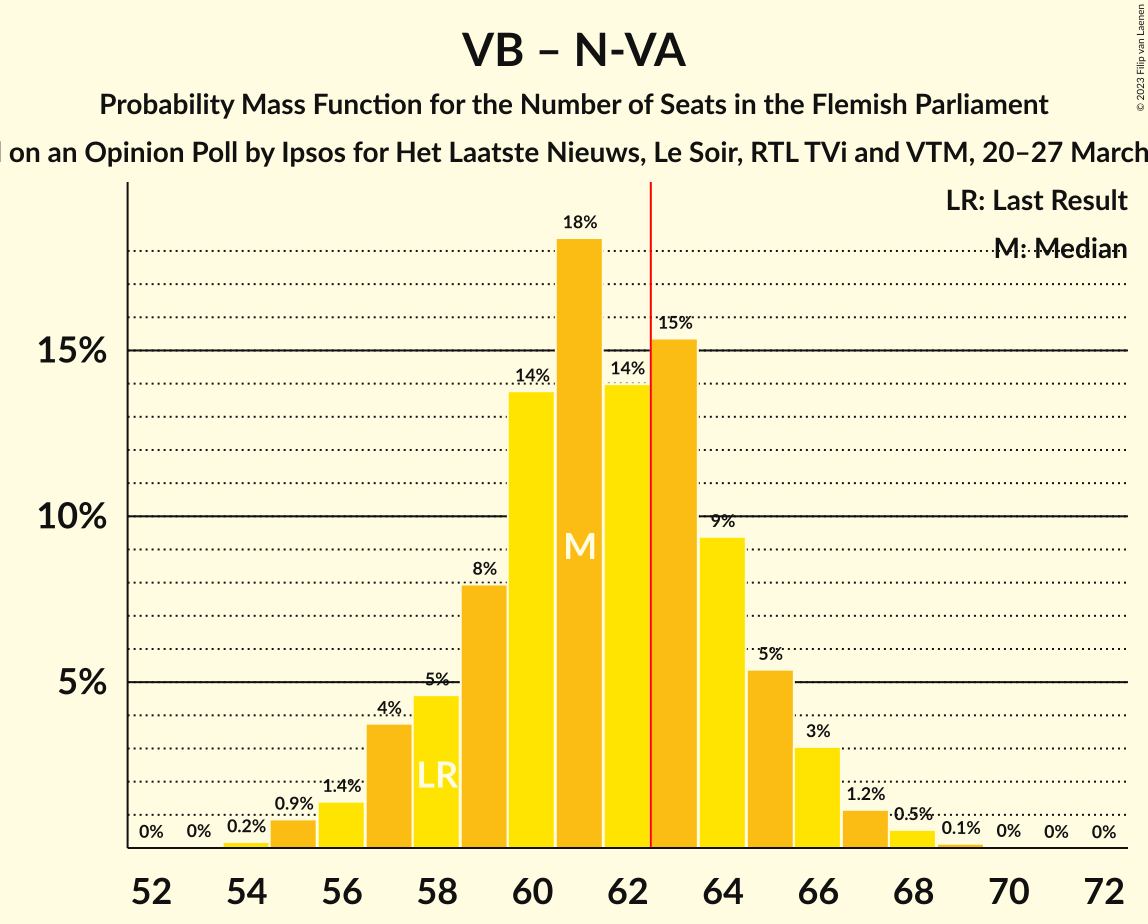 VB – N-VA
Probability Mass Function for the Number of Seats in the Flemish Parliament
on an Opinion Poll by Ipsos for Het Laatste Nieuws, Le Soir, RTL TVi and VTM, 20–27 March
© 2023 Filip van Laenen
LR: Last Result
M: Median
18%
15%
15%
14%
14%
10%
9%
M
8%
5%
5%
5%
4%
3%
LR
1.4%
1.2%
0.9%
0.5%
0.2%
0.1%
0%
0%
0%
0%
0%
52 54 56 58 60 62 64 66 68 70 72